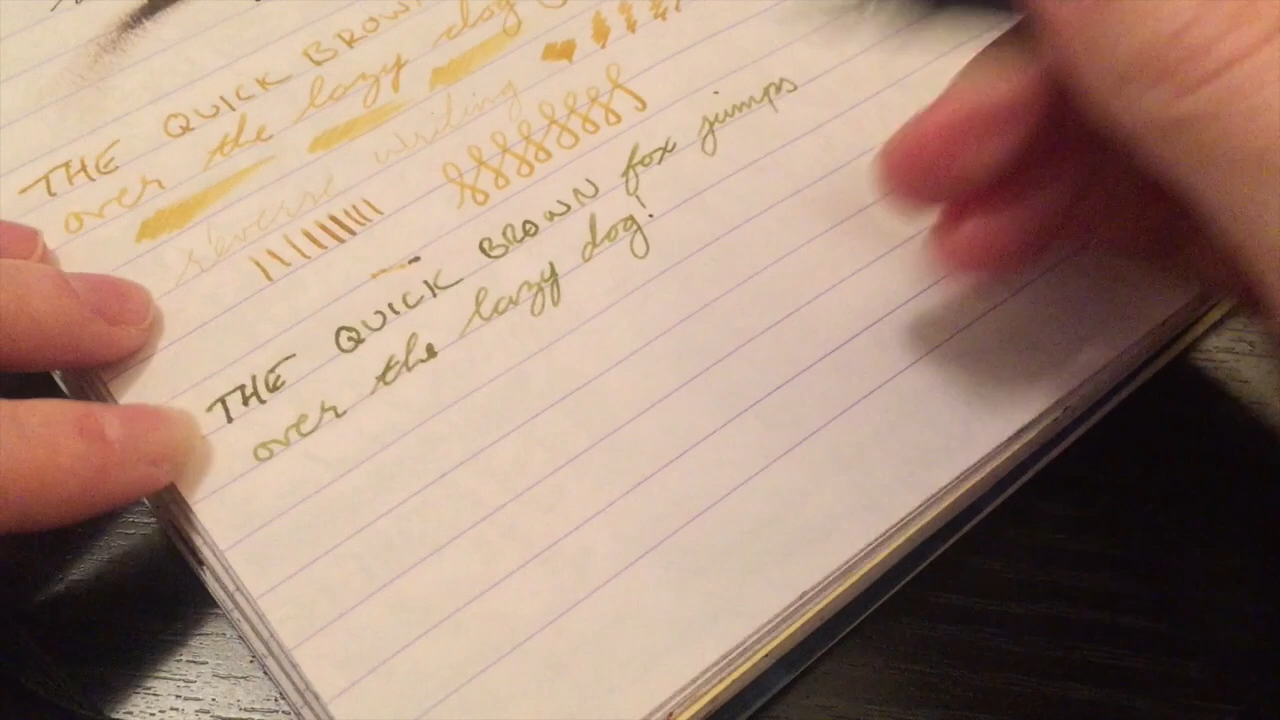 THE QUICK BROWN
over the lazy dog
reverse writing
THE QUICK BROWN fox jumps
over the lazy dog!